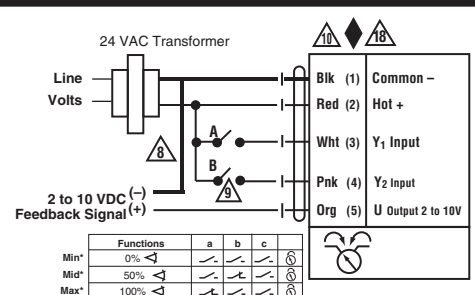 24 VAC Transformer
10
18
Line
Volts
Blk (1) Common –
Red (2) Hot +
A
Wht (3) Y1 Input
8
B
9
Pnk (4) Y2 Input
2 to 10 VDC (–)
Feedback Signal (+)
Org (5) U Output 2 to 10V
Functions a b c
Min* 0%
Mid* 50%
Max* 100%